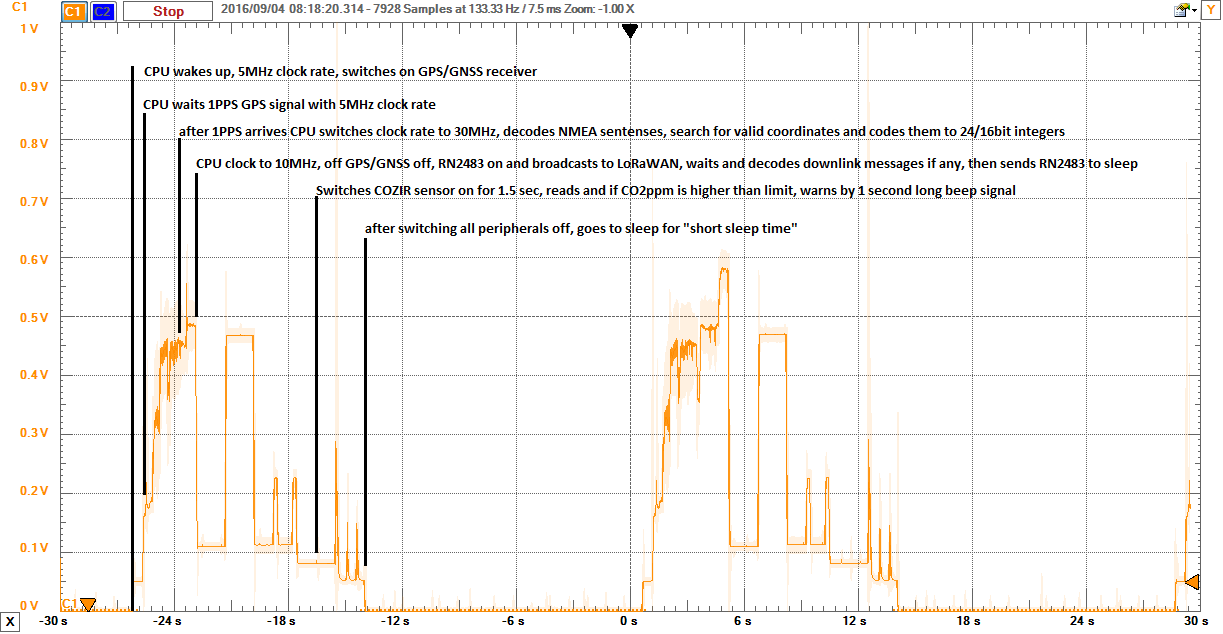 C1 C1 C2 Stop 2016/09/04 08:18:20.314 - 7928 Samples at 133.33 Hz / 7.5 ms Zoom: -1.00 X Y
1 V
CPU wakes up, 5MHz clock rate, switches on GPS/GNSS receiver
0.9 V
CPU waits 1PPS GPS signal with 5MHz clock rate
after 1PPS arrives CPU switches clock rate to 30MHz, decodes NMEA sentenses, search for valid coordinates and codes them to 24/16bit integers
0.8 V
CPU clock to 10MHz, off GPS/GNSS off, RN2483 on and broadcasts to LoRaWAN, waits and decodes downlink messages if any, then sends RN2483 to sleep
Switches COZIR sensor on for 1.5 sec, reads and if CO2ppm is higher than limit, warns by 1 second long beep signal
0.7 V
after switching all peripherals off, goes to sleep for "short sleep time"
0.6 V
0.5 V
0.4 V
0.3 V
0.2 V
0.1 V
0 V C1
X -30 s -24 s -18 s -12 s -6 s 0 s 6 s 12 s 18 s 24 s 30 s